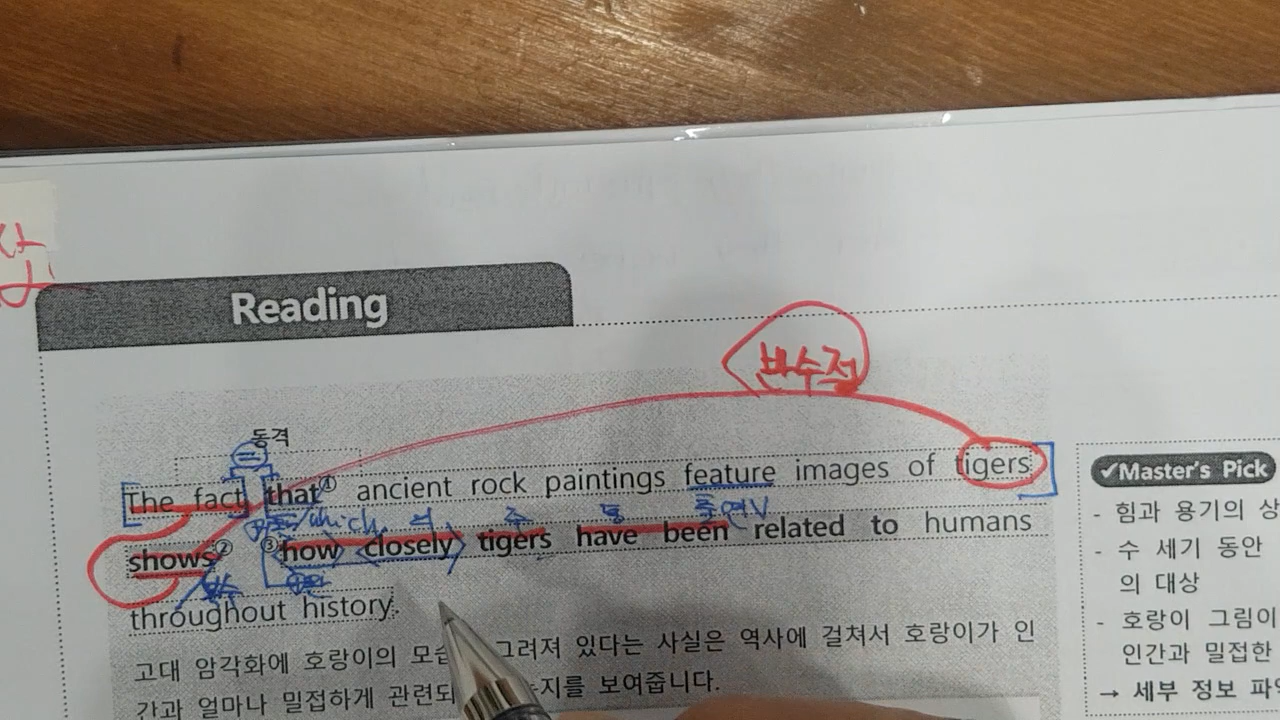 Reading
반수적
동격
=
The fact that① ancient rock paintings feature images of tigers
which 주 동
shows② ③how closely tigers have been related to humans
throughout history.
고대 암각화에 호랑이의 모습 그려져 있다는 사실은 역사에 걸쳐서 호랑이가 인
간과 얼마나 밀접하게 관련되 지를 보여줍니다.
✓Master's Pick
- 힘과 용기의 상
- 수 세기 동안
의 대상
- 호랑이 그림이
인간과 밀접한
→ 세부 정보 파악